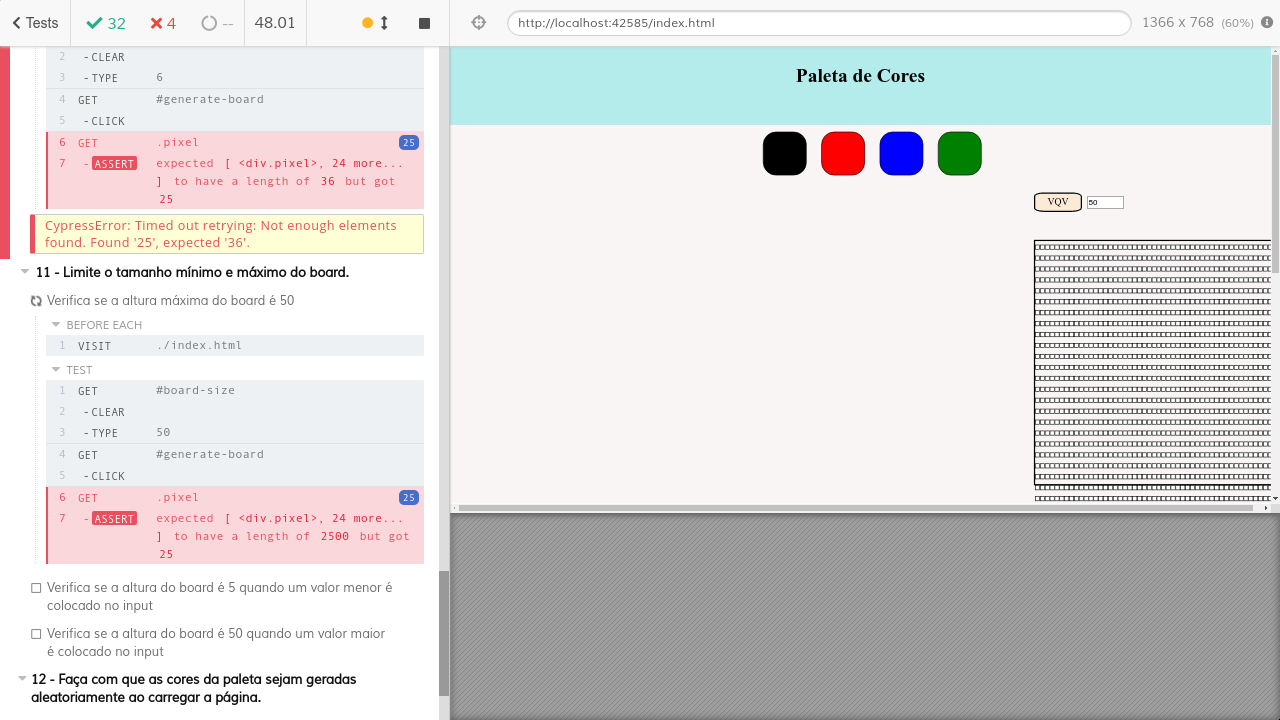 Tests
32
4
--
48.01
http://localhost:42585/index.html
1366 x 768 (60%)
2 -CLEAR
3 -TYPE 6
4 GET #generate-board
5 -CLICK
6 GET .pixel 25
7 -ASSERT expected [ <div.pixel>, 24 more...
] to have a length of 36 but got
25
CypressError: Timed out retrying: Not enough elements
found. Found '25', expected '36'.
11 - Limite o tamanho mínimo e máximo do board.
Verifica se a altura máxima do board é 50
BEFORE EACH
1 VISIT ./index.html
TEST
1 GET #board-size
2 -CLEAR
3 -TYPE 50
4 GET #generate-board
5 -CLICK
6 GET .pixel 25
7 -ASSERT expected [ <div.pixel>, 24 more...
] to have a length of 2500 but got
25
Verifica se a altura do board é 5 quando um valor menor é
colocado no input
Verifica se a altura do board é 50 quando um valor maior
é colocado no input
12 - Faça com que as cores da paleta sejam geradas
aleatoriamente ao carregar a página.
Paleta de Cores
VQV 50